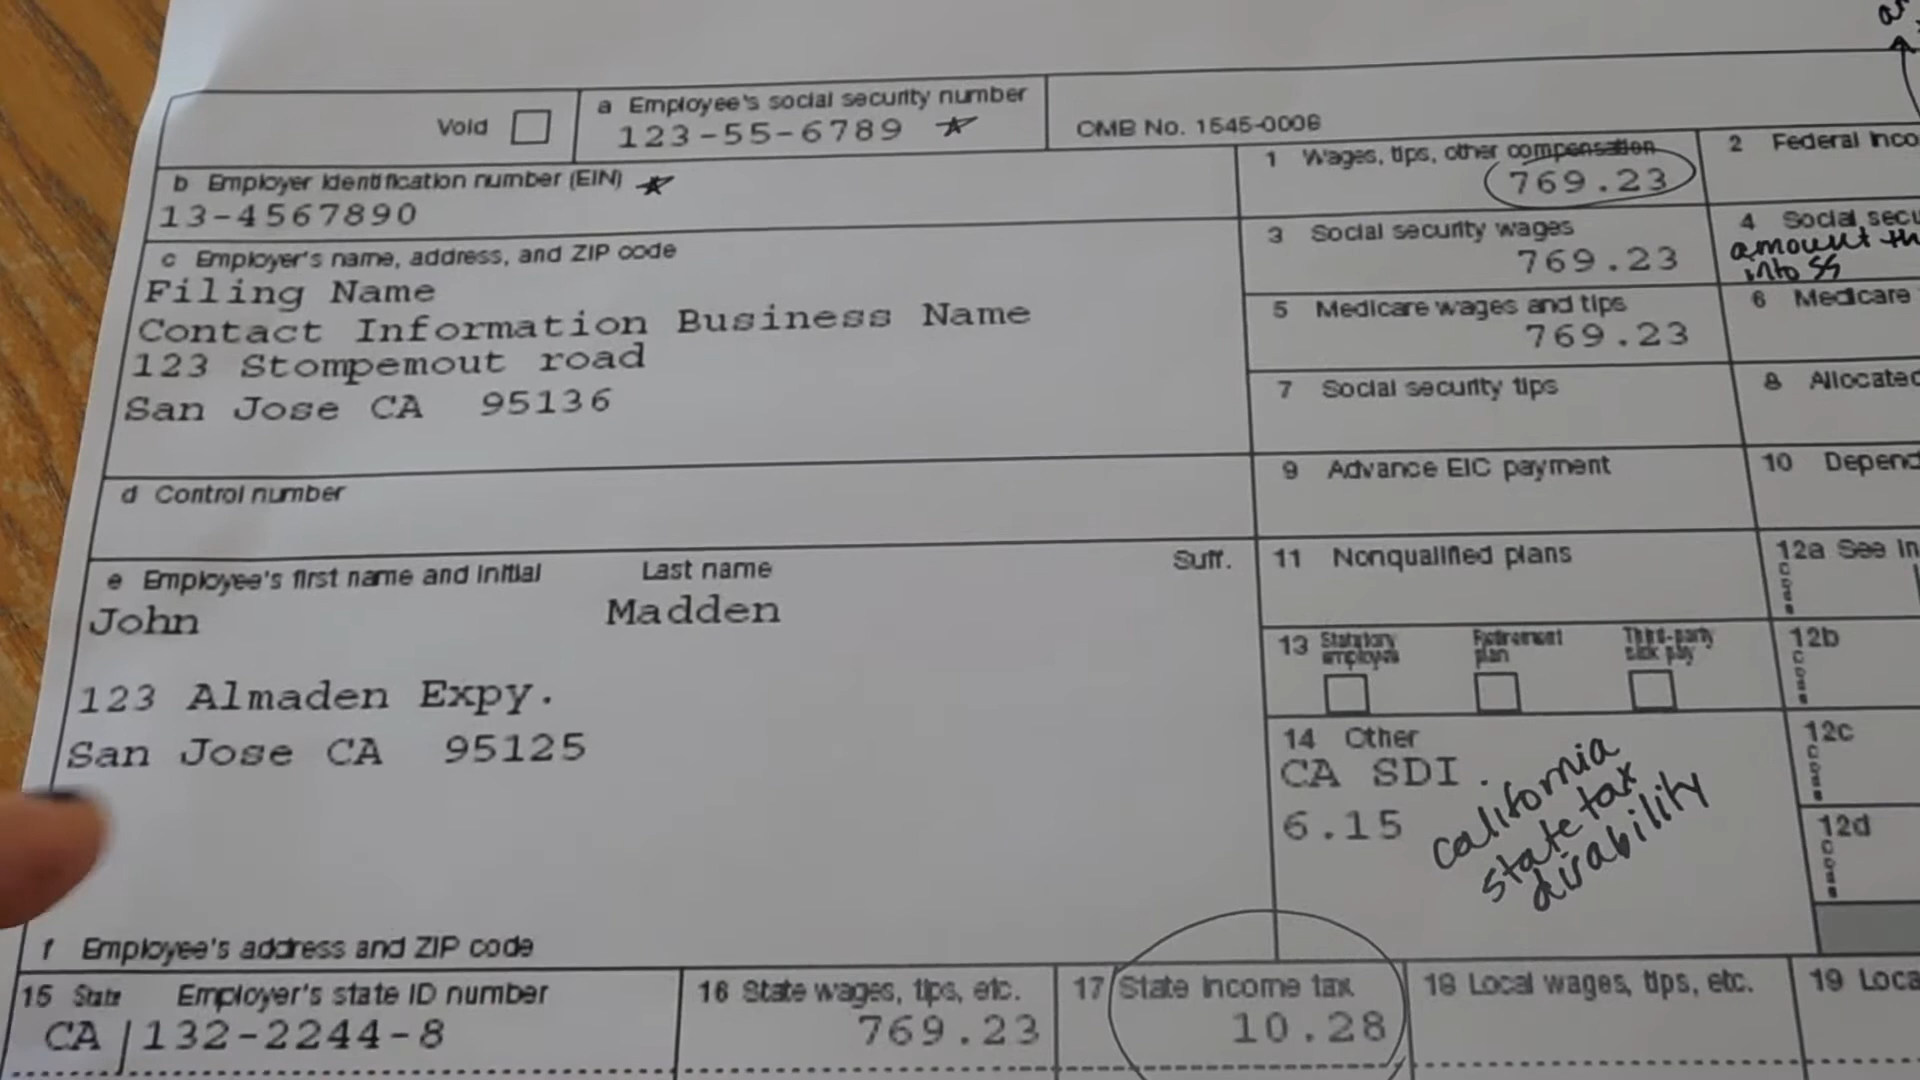 Void
a Employee's social security number
123-55-6789
OMB No. 1545-0008
b Employer identification number (EIN)
13-4567890
1 Wages, tips, other compensation
769.23
2 Federal inco
c Employer's name, address, and ZIP code
Filing Name
Contact Information Business Name
123 Stompemout road
San Jose CA 95136
3 Social security wages
769.23
4 Social secu
amount th
into SS
5 Medicare wages and tips
769.23
6 Medicare
7 Social security tips
8 Allocated
d Control number
9 Advance EIC payment
10 Depend
e Employee's first name and initial
Last name
Suff.
John
Madden
123 Almaden Expy.
San Jose CA 95125
11 Nonqualified plans
12a See in
Code
13 Statutory employee
Retirement plan
Third-party sick pay
12b
Code
14 Other
CA SDI
6.15
california
state tax
disability
12c
Code
12d
Code
f Employee's address and ZIP code
15 State
Employer's state ID number
CA 132-2244-8
16 State wages, tips, etc.
769.23
17 State income tax
10.28
18 Local wages, tips, etc.
19 Loca